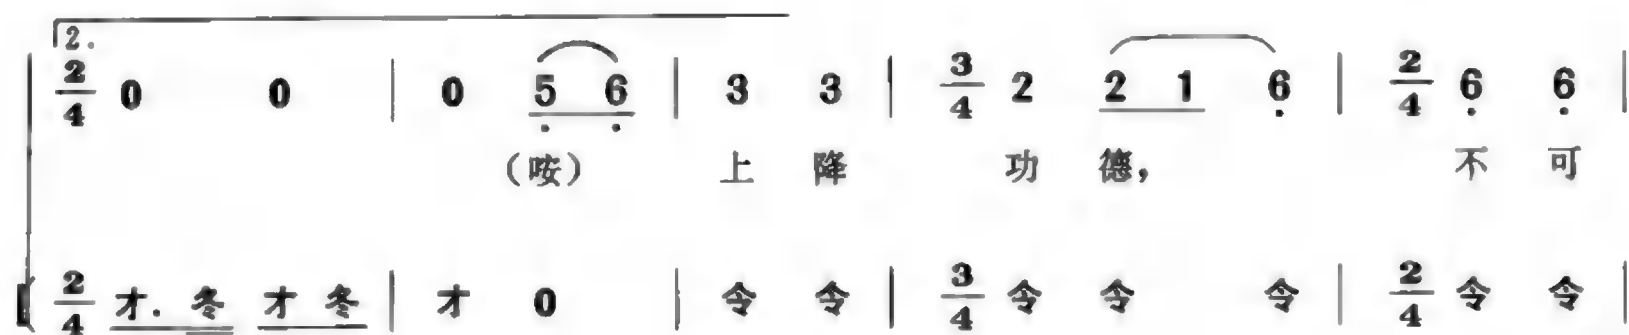 2.
2/4 0 0 | 0 5 6 | 3 3 | 3/4 2 2 1 6 | 2/4 6 6 |
(咹) 上 降 功 德, 不 可
2/4 才. 冬 才 冬 | 才 0 | 令 令 | 3/4 令 令 令 | 2/4 令 令 |